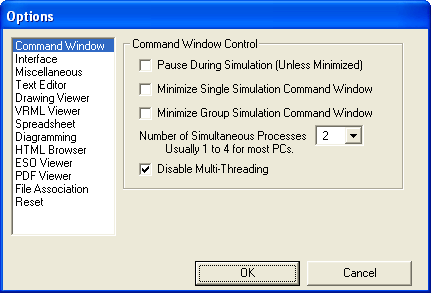 Options
Command Window
Interface
Miscellaneous
Text Editor
Drawing Viewer
VRML Viewer
Spreadsheet
Diagramming
HTML Browser
ESO Viewer
PDF Viewer
File Association
Reset
Command Window Control
Pause During Simulation (Unless Minimized)
Minimize Single Simulation Command Window
Minimize Group Simulation Command Window
Number of Simultaneous Processes
Usually 1 to 4 for most PCs.
2
Disable Multi-Threading
OK
Cancel